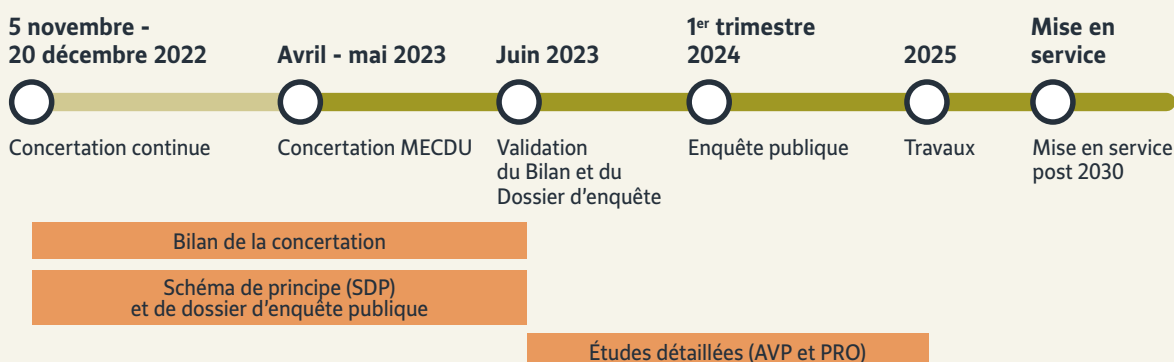 5 novembre -
20 décembre 2022
Avril - mai 2023
Juin 2023
1er trimestre
2024
2025
Mise en
service
Concertation continue
Concertation MECDU
Validation
du Bilan et du
Dossier d'enquête
Enquête publique
Travaux
Mise en service
post 2030
Bilan de la concertation
Schéma de principe (SDP)
et de dossier d'enquête publique
Études détaillées (AVP et PRO)